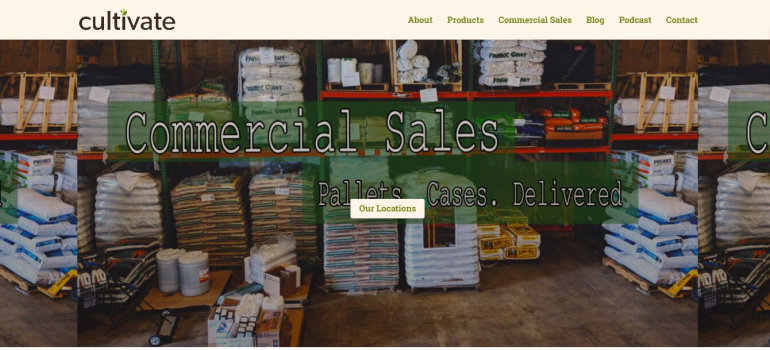 cultivate
About Products Commercial Sales Blog Podcast Contact
Commercial Sales
Pallets. Cases. Delivered
Our Locations